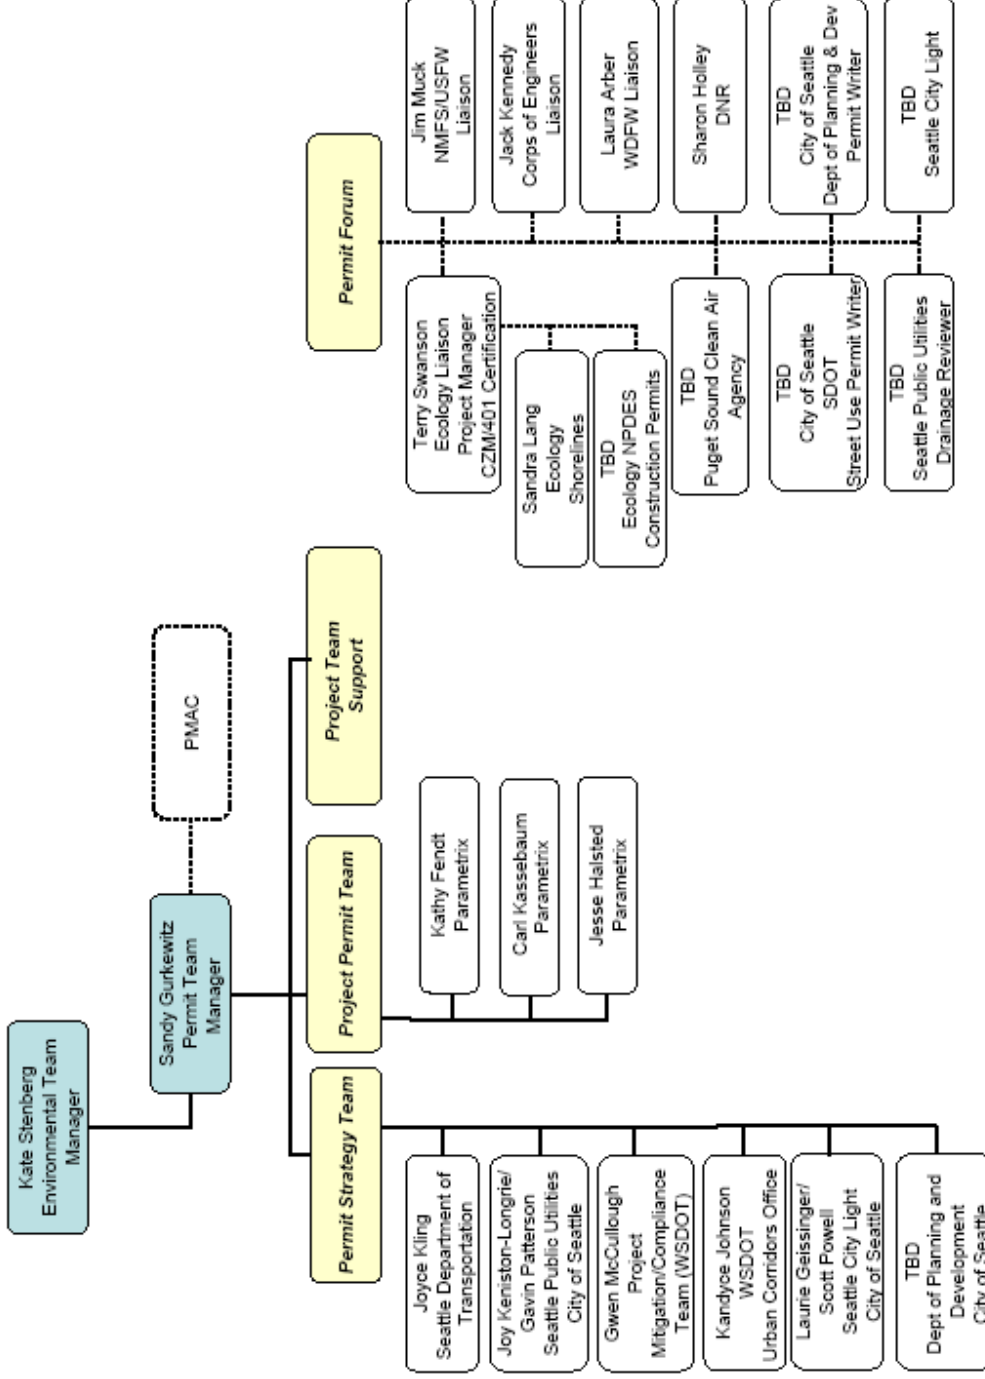 Kate Stenberg
Environmental Team
Manager
Sandy Gurkewitz
Permit Team
Manager
PMAC
Permit Strategy Team
Project Permit Team
Project Team
Support
Permit Forum
Joyce Kling
Seattle Department of
Transportation
Joy Keniston-Longrie/
Gavin Patterson
Seattle Public Utilities
City of Seattle
Gwen McCullough
Project
Mitigation/Compliance
Team (WSDOT)
Kandyce Johnson
WSDOT
Urban Corridors Office
Laurie Geissinger/
Scott Powell
Seattle City Light
City of Seattle
TBD
Dept of Planning and
Development
City of Seattle
Kathy Fendt
Parametrix
Carl Kassebaum
Parametrix
Jesse Halsted
Parametrix
Terry Swanson
Ecology Liaison
Project Manager
CZM/401 Certification
Sandra Lang
Ecology
Shorelines
TBD
Ecology NPDES
Construction Permits
TBD
Puget Sound Clean Air
Agency
TBD
City of Seattle
SDOT
Street Use Permit Writer
TBD
Seattle Public Utilities
Drainage Reviewer
Jim Muck
NMFS/USFW
Liaison
Jack Kennedy
Corps of Engineers
Liaison
Laura Arber
WDFW Liaison
Sharon Holley
DNR
TBD
City of Seattle
Dept of Planning & Dev
Permit Writer
TBD
Seattle City Light